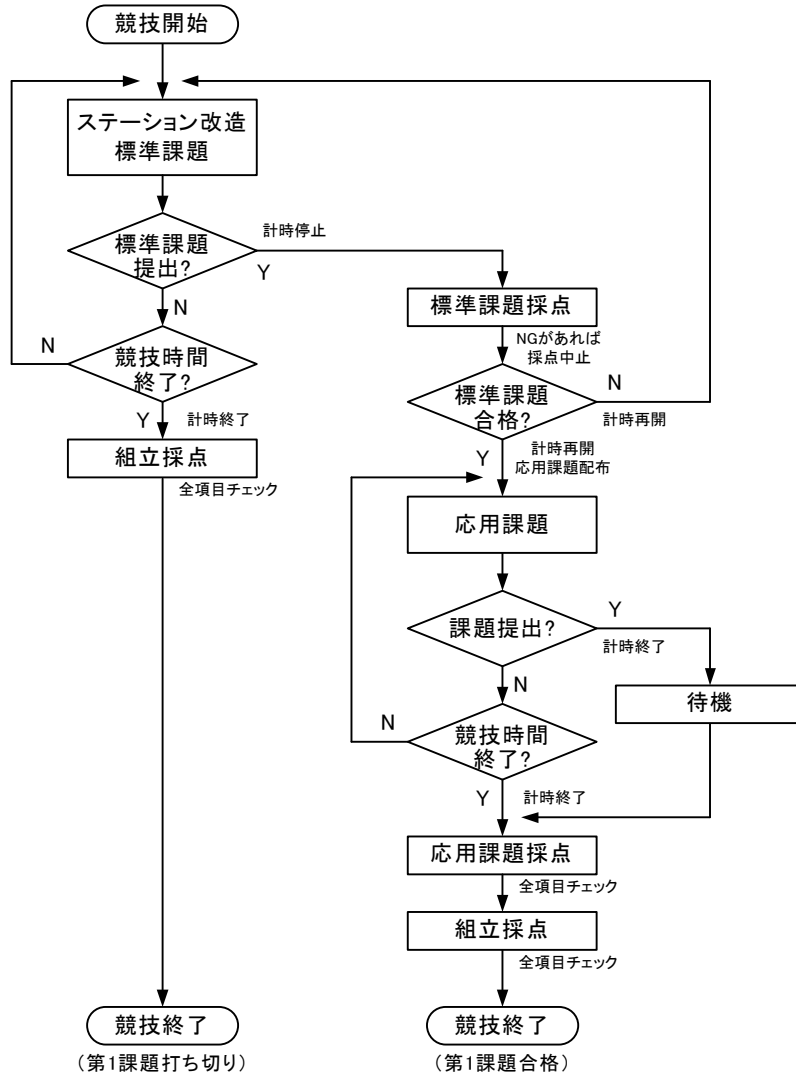 競技開始
ステーション改造
標準課題
標準課題
提出?
計時停止
Y
N
標準課題採点
NGがあれば
採点中止
N
競技時間
終了?
標準課題
合格?
N
計時再開
Y
計時終了
組立採点
全項目チェック
Y
計時再開
応用課題配布
応用課題
課題提出?
Y
計時終了
N
待機
N
競技時間
終了?
Y
計時終了
応用課題採点
全項目チェック
組立採点
全項目チェック
競技終了
(第1課題打ち切り)
競技終了
(第1課題合格)